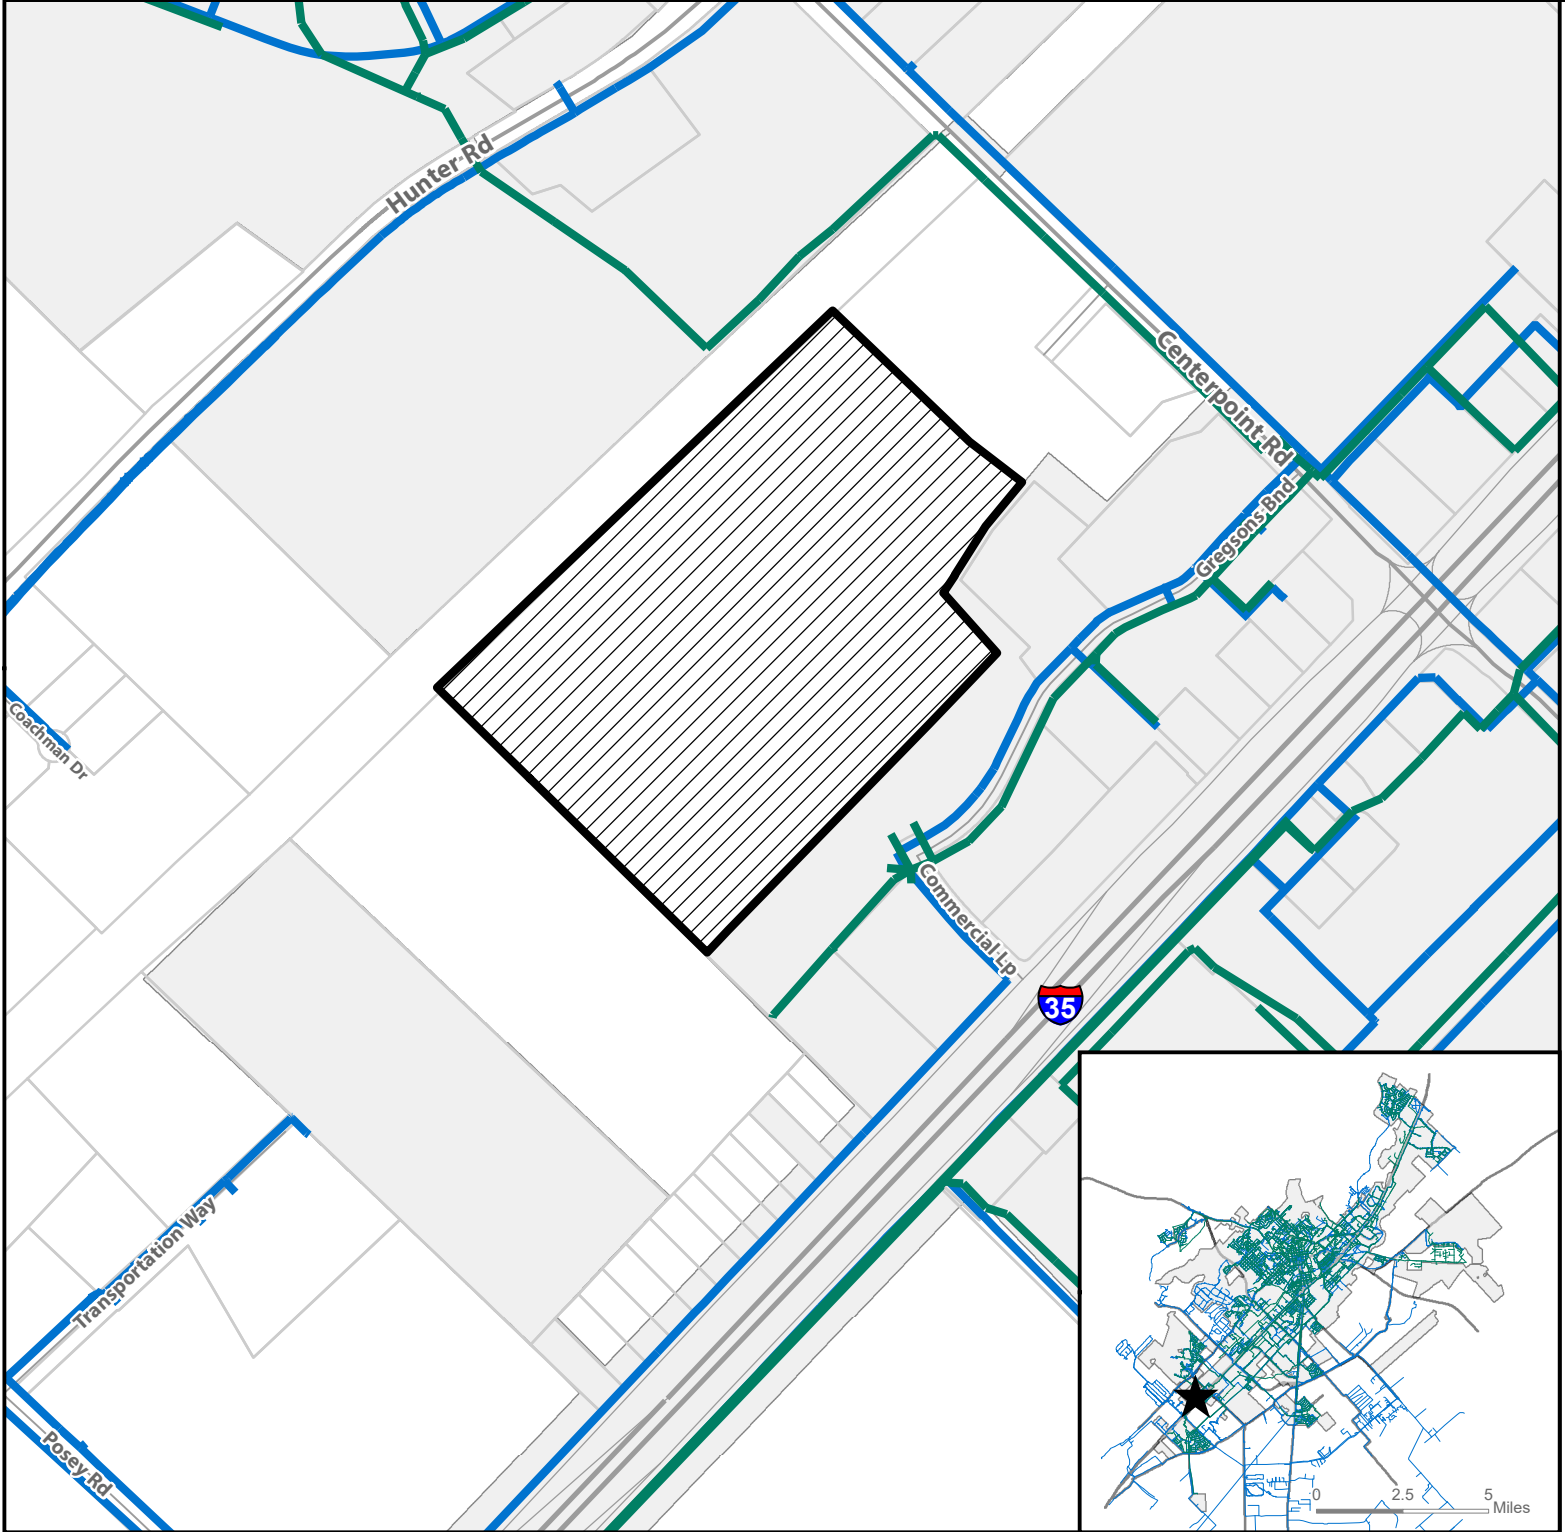 Hunter Rd
Centerpoint Rd
Gregsons Bnd
Coachman Dr
Commercial Lp
35
Transportation Way
Posey Rd
0 2.5 5
Miles